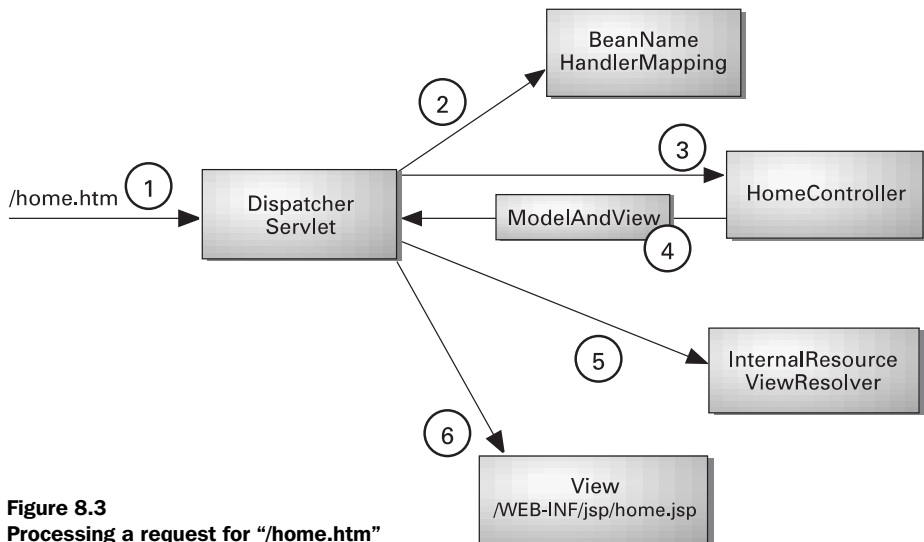 BeanName
HandlerMapping
2
3
/home.htm
1
Dispatcher
Servlet
ModelAndView
HomeController
4
5
InternalResource
ViewResolver
6
View
/WEB-INF/jsp/home.jsp
Figure 8.3
Processing a request for “/home.htm”